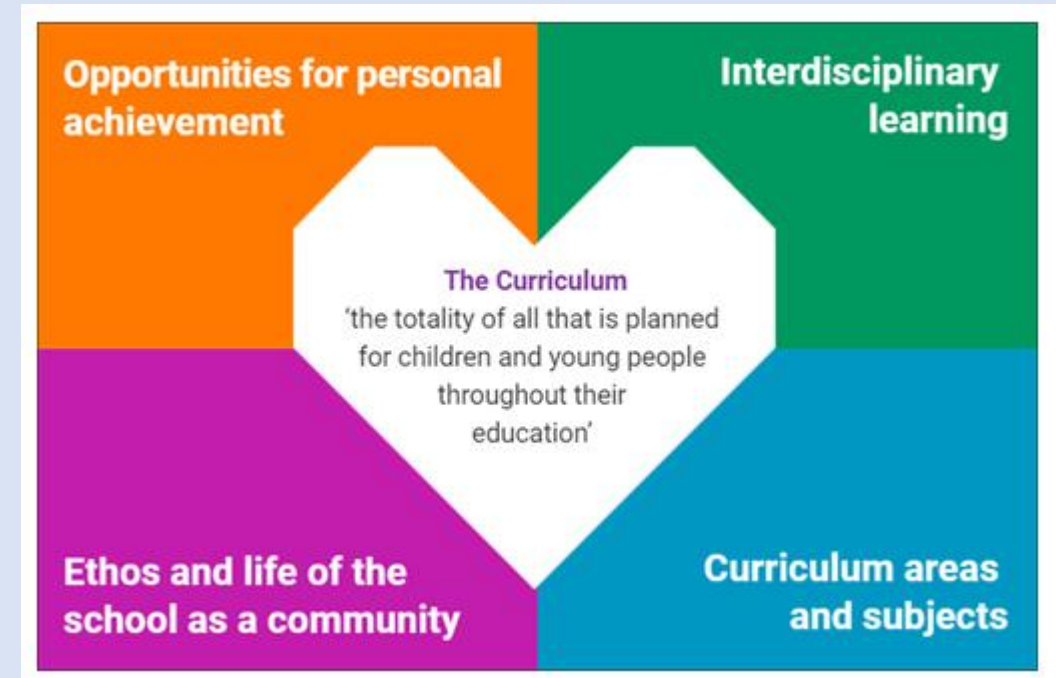 Opportunities for personal
achievement
Interdisciplinary
learning
The Curriculum
‘the totality of all that is planned
for children and young people
throughout their
education’
Ethos and life of the
school as a community
Curriculum areas
and subjects